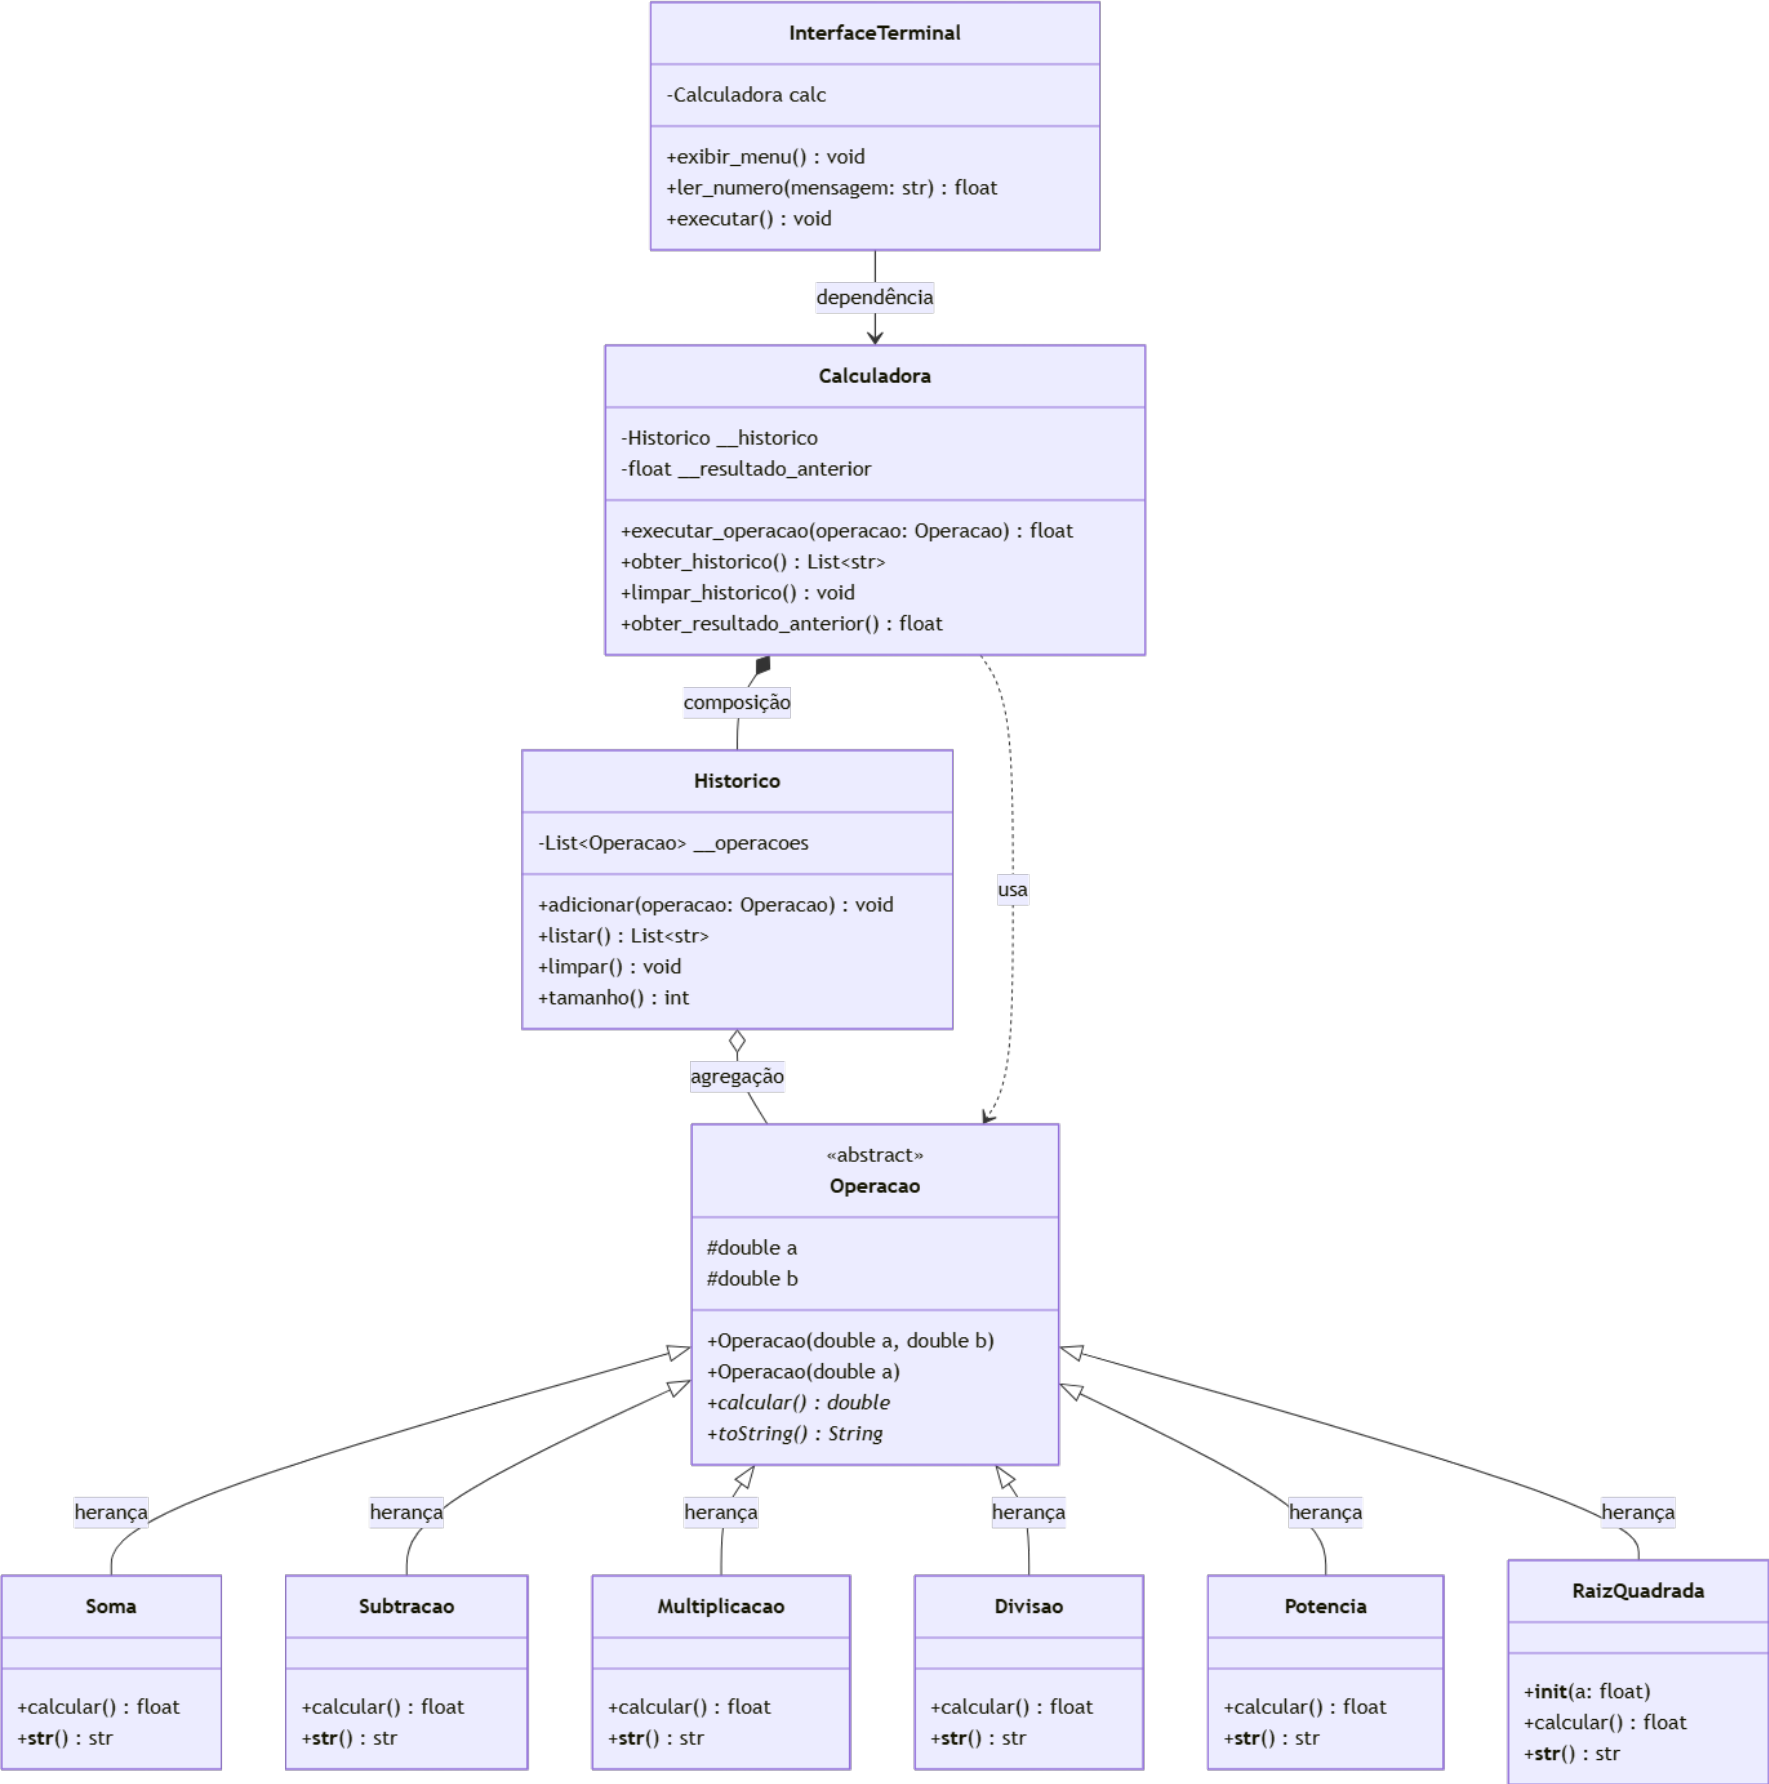 InterfaceTerminal
-Calculadora calc
+exibir_menu() : void
+ler_numero(mensagem: str) : float
+executar() : void
dependência
Calculadora
-Historico __historico
-float __resultado_anterior
+executar_operacao(operacao: Operacao) : float
+obter_historico() : List<str>
+limpar_historico() : void
+obter_resultado_anterior() : float
composição
Historico
-List<Operacao> __operacoes
usa
+adicionar(operacao: Operacao) : void
+listar() : List<str>
+limpar() : void
+tamanho() : int
agregação
«abstract»
Operacao
#double a
#double b
+Operacao(double a, double b)
+Operacao(double a)
+calcular() : double
+toString() : String
herança
herança
herança
herança
herança
herança
Soma
+calcular() : float
+str() : str
Subtracao
+calcular() : float
+str() : str
Multiplicacao
+calcular() : float
+str() : str
Divisao
+calcular() : float
+str() : str
Potencia
+calcular() : float
+str() : str
RaizQuadrada
+init(a: float)
+calcular() : float
+str() : str